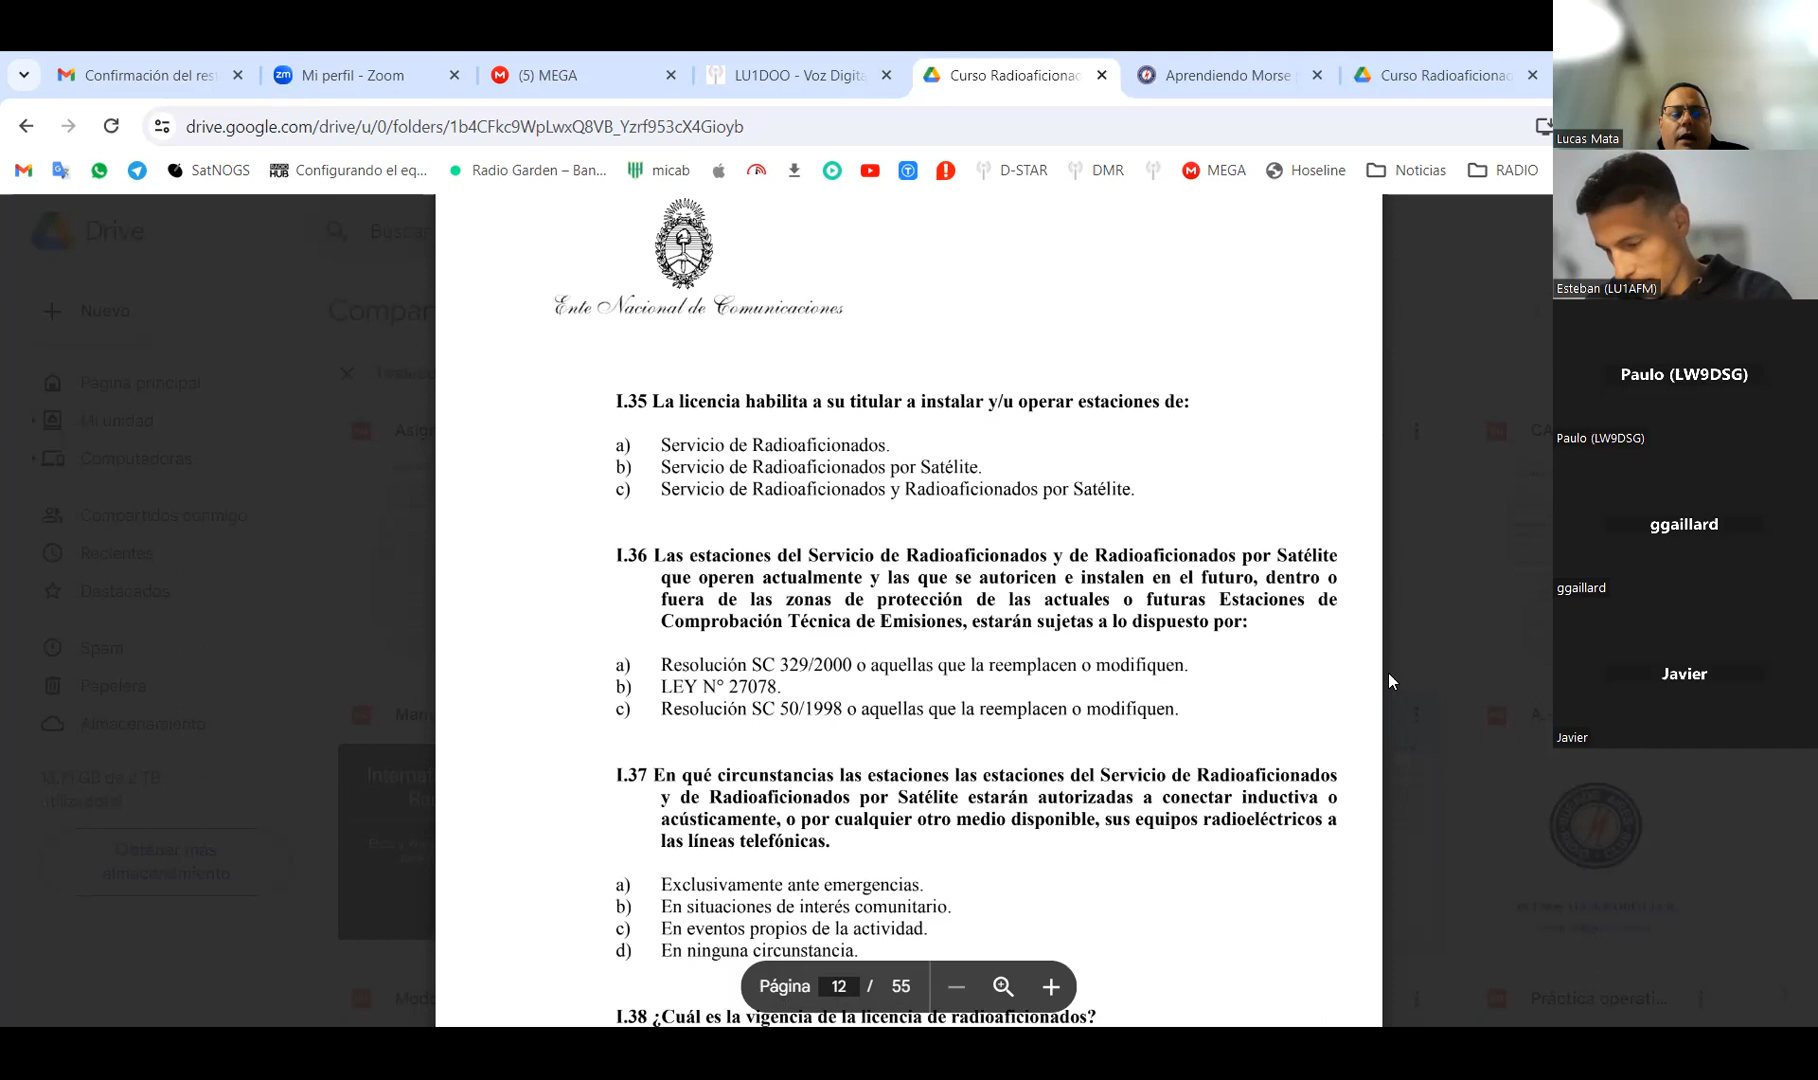 Confirmación del res
Mi perfil - Zoom
(5) MEGA
LU1DOO - Voz Digita
Curso Radioaficionad
Aprendiendo Morse
Curso Radioaficionad
drive.google.com/drive/u/0/folders/1b4CFkc9WpLwxQ8VB_Yzrf953cX4Gioyb
SatNOGS
Configurando el eq...
Radio Garden – Ban...
micab
D-STAR
DMR
MEGA
Hoseline
Noticias
RADIO
Drive
Buscar
Nuevo
Compar
Página principal
Mi unidad
Computadoras
Compartidos conmigo
Recientes
Destacados
Spam
Papelera
Almacenamiento
Obtener más
almacenamiento
Ente Nacional de Comunicaciones
I.35 La licencia habilita a su titular a instalar y/u operar estaciones de:
a) Servicio de Radioaficionados.
b) Servicio de Radioaficionados por Satélite.
c) Servicio de Radioaficionados y Radioaficionados por Satélite.
I.36 Las estaciones del Servicio de Radioaficionados y de Radioaficionados por Satélite
que operen actualmente y las que se autoricen e instalen en el futuro, dentro o
fuera de las zonas de protección de las actuales o futuras Estaciones de
Comprobación Técnica de Emisiones, estarán sujetas a lo dispuesto por:
a) Resolución SC 329/2000 o aquellas que la reemplacen o modifiquen.
b) LEY N° 27078.
c) Resolución SC 50/1998 o aquellas que la reemplacen o modifiquen.
I.37 En qué circunstancias las estaciones las estaciones del Servicio de Radioaficionados
y de Radioaficionados por Satélite estarán autorizadas a conectar inductiva o
acústicamente, o por cualquier otro medio disponible, sus equipos radioeléctricos a
las líneas telefónicas.
a) Exclusivamente ante emergencias.
b) En situaciones de interés comunitario.
c) En eventos propios de la actividad.
d) En ninguna circunstancia.
Página 12 / 55
I.38 ¿Cuál es la vigencia de la licencia de radioaficionados?
Práctica operati...
Lucas Mata
Esteban (LU1AFM)
Paulo (LW9DSG)
Paulo (LW9DSG)
ggaillard
ggaillard
Javier
Javier